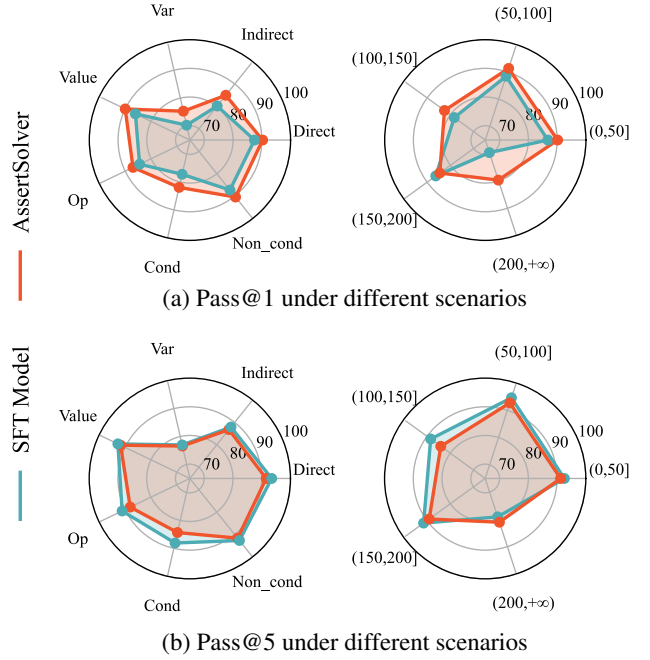 AssertSolver
SFT Model
Var
Indirect
Value
100
90
80
70
Direct
Op
Non_cond
Cond
(50,100]
(100,150]
100
90
80
70
(0,50]
(150,200]
(200,+∞)
(a) Pass@1 under different scenarios
Var
Indirect
Value
100
90
80
70
Direct
Op
Non_cond
Cond
(50,100]
(100,150]
100
90
80
70
(0,50]
(150,200]
(200,+∞)
(b) Pass@5 under different scenarios